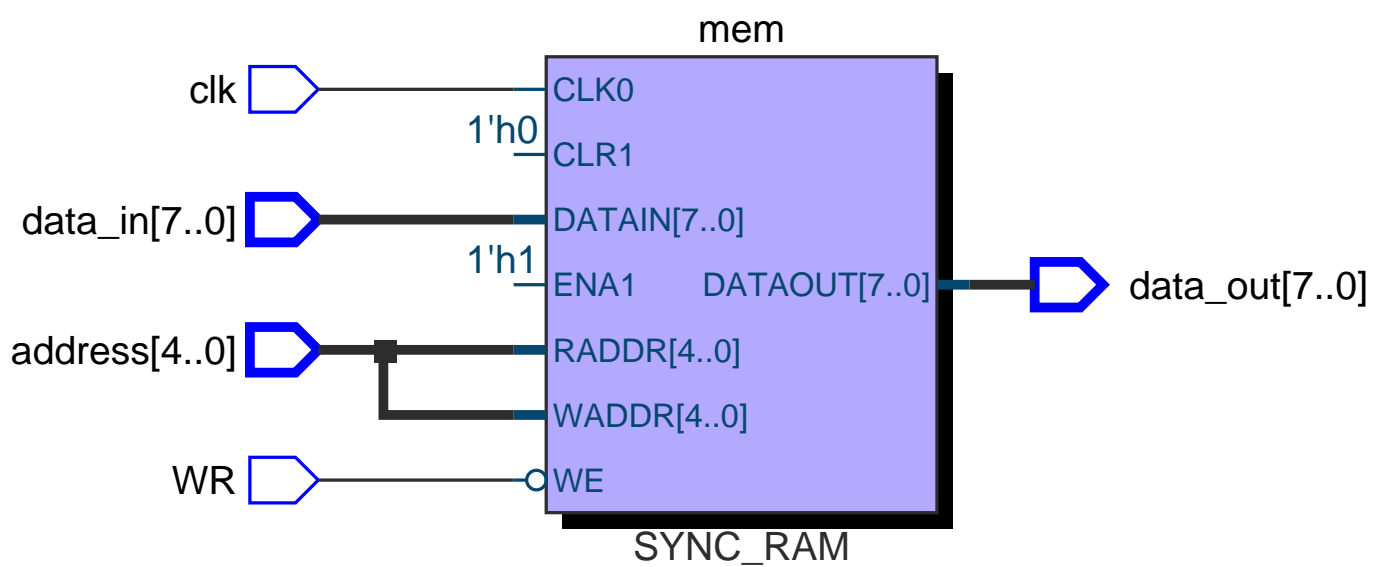 mem
clk
CLK0
1'h0
CLR1
data_in[7..0]
DATAIN[7..0]
1'h1
ENA1
DATAOUT[7..0]
data_out[7..0]
address[4..0]
RADDR[4..0]
WADDR[4..0]
WR
WE
SYNC_RAM